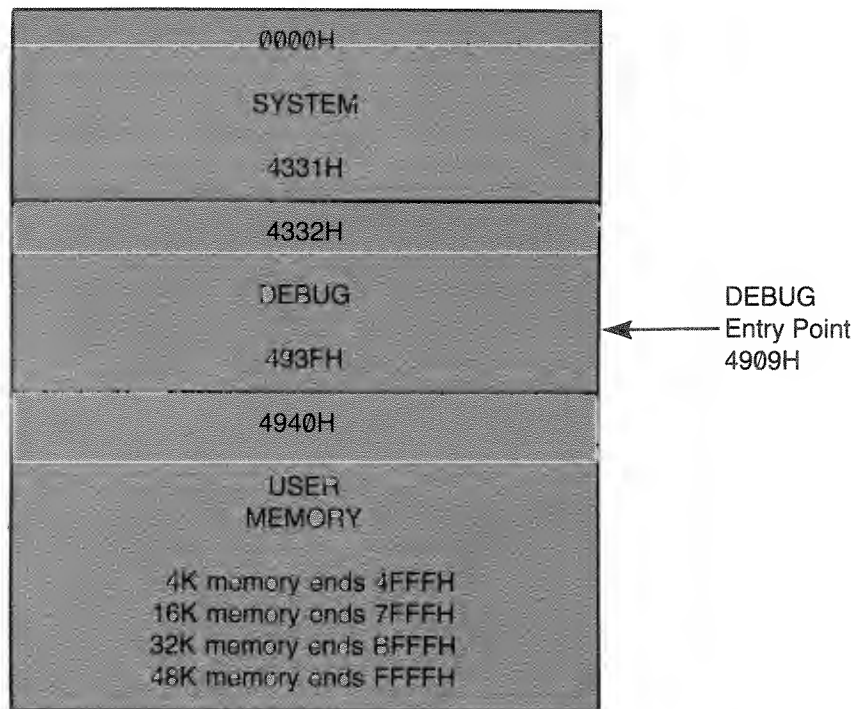 0000H
SYSTEM
4331H
4332H
DEBUG
493FH
DEBUG
Entry Point
4909H
4940H
USER
MEMORY
4K memory ends 4FFFH
16K memory ends 7FFFH
32K memory ends BFFFH
48K memory ends FFFFH